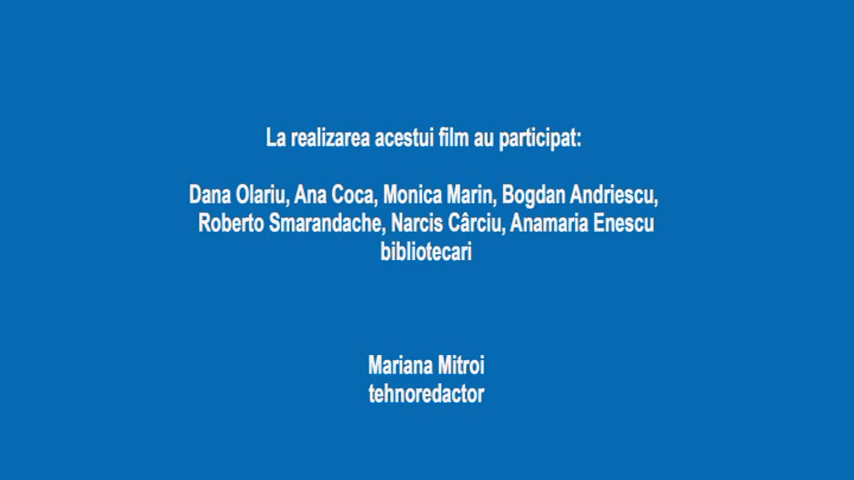 La realizarea acestui film au participat:
Dana Olariu, Ana Coca, Monica Marin, Bogdan Andriescu,
Roberto Smarandache, Narcis Cârciu, Anamaria Enescu
bibliotecari
Mariana Mitroi
tehnoredactor